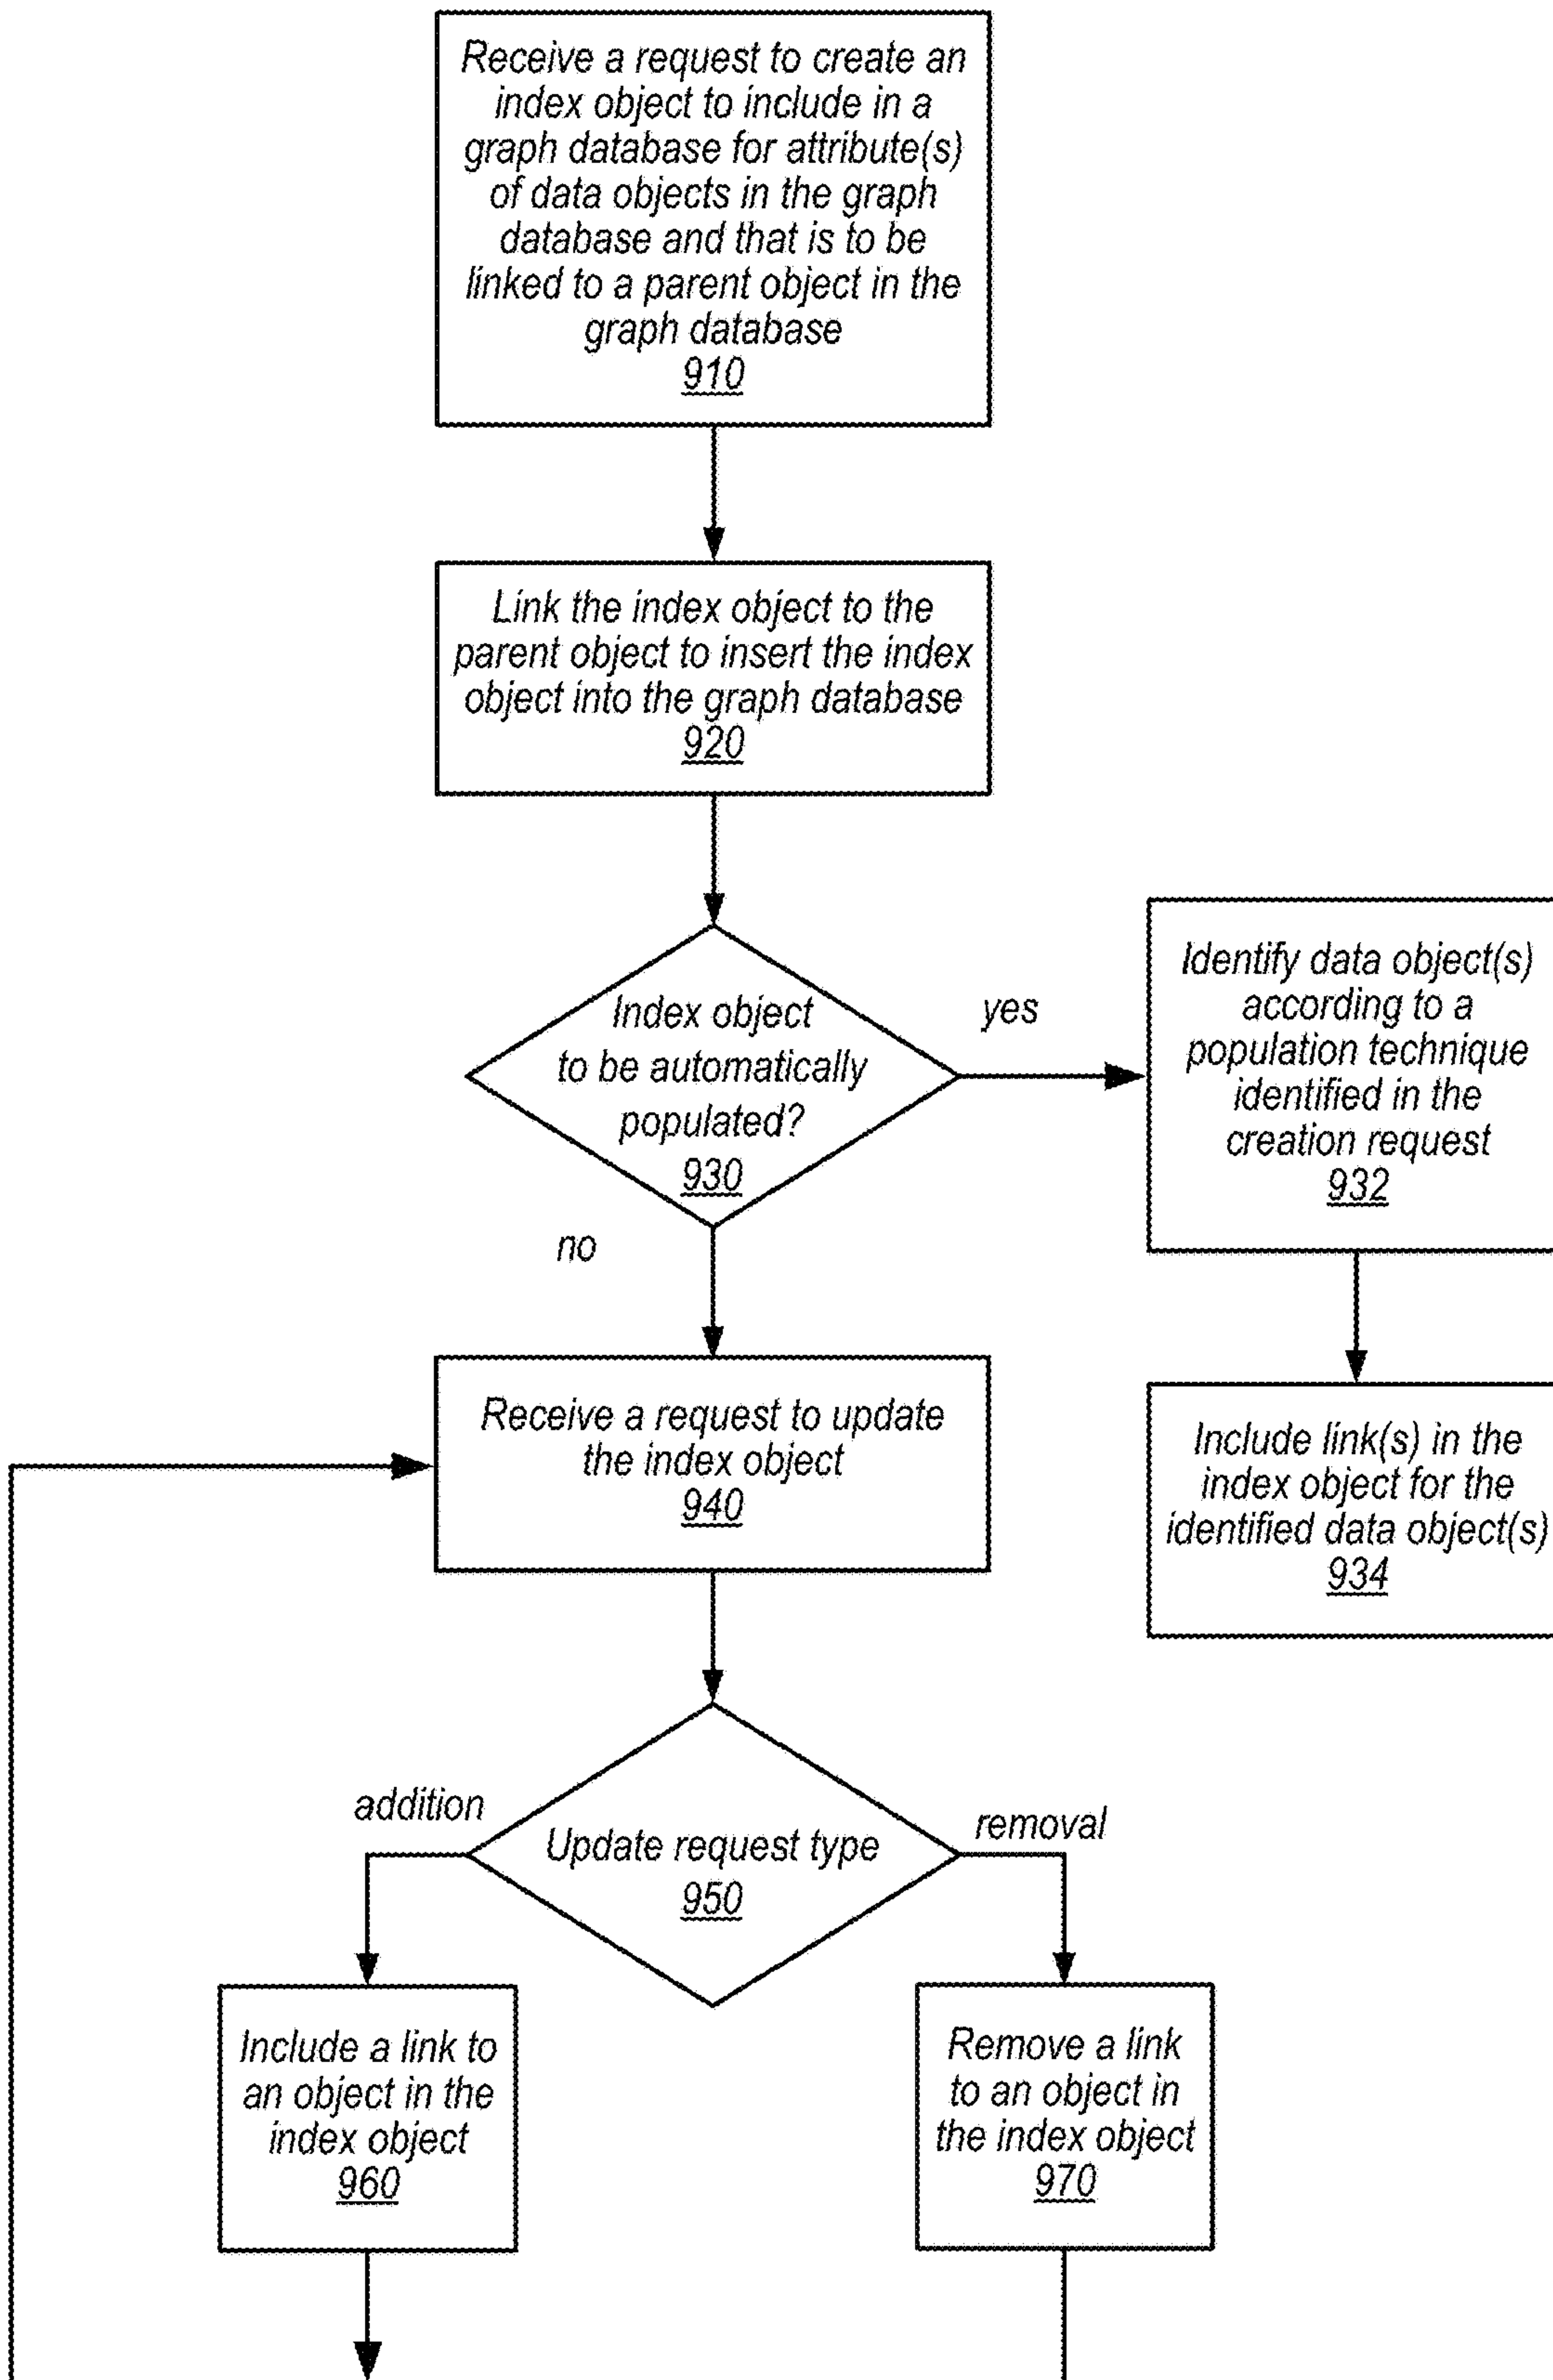 Receive a request to create an
index object to include in a
graph database for attribute(s)
of data objects in the graph
database and that is to be
linked to a parent object in the
graph database
910
Link the index object to the
parent object to insert the index
object into the graph database
920
Index object
to be automatically
populated?
930
yes
no
Identify data object(s)
according to a
population technique
identified in the
creation request
932
Include link(s) in the
index object for the
identified data object(s)
934
Receive a request to update
the index object
940
Update request type
950
addition
removal
Include a link to
an object in the
index object
960
Remove a link
to an object in
the index object
970